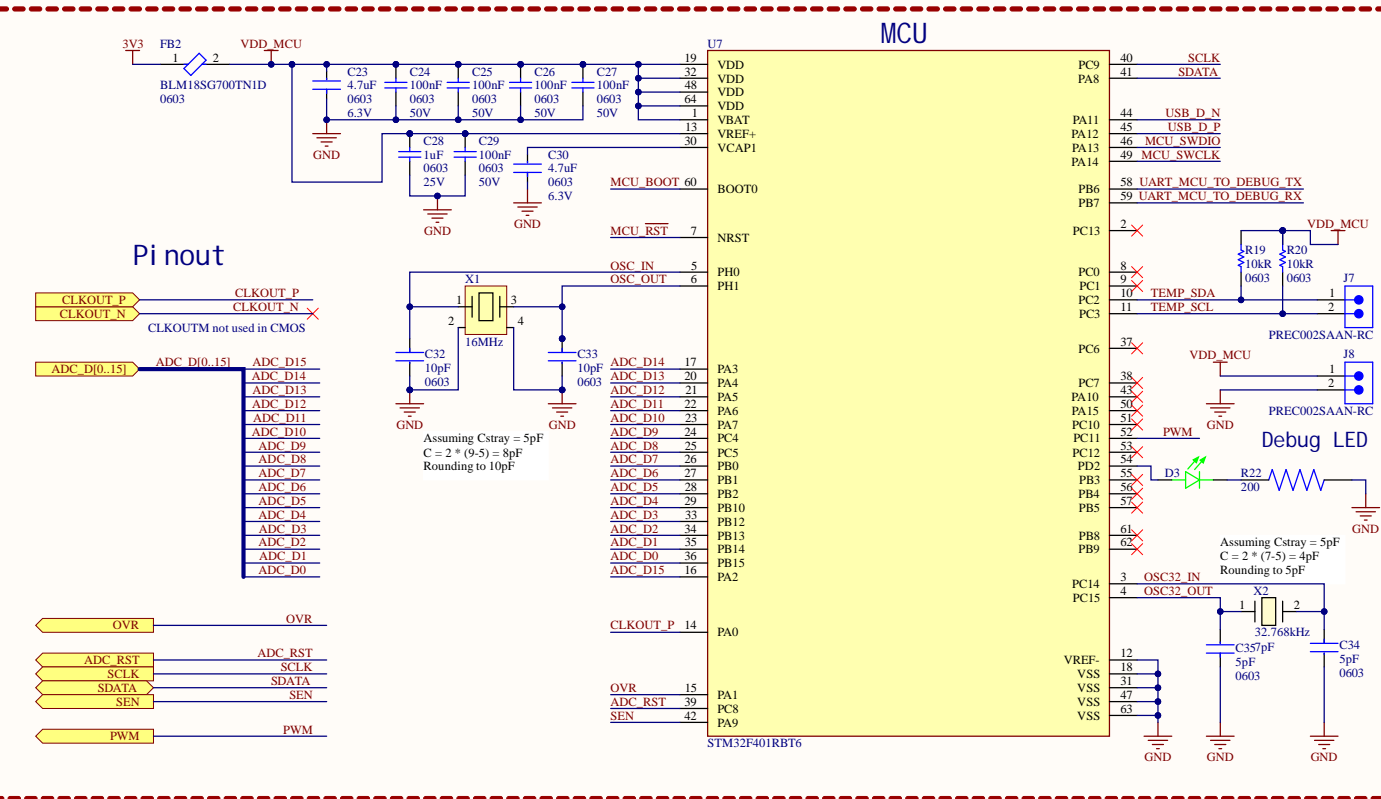 MCU
3V3
FB2
1
2
BLM18SG700TN1D
0603
VDD_MCU
C23
4.7uF
0603
6.3V
C24
100nF
0603
50V
C25
100nF
0603
50V
C26
100nF
0603
50V
C27
100nF
0603
50V
GND
C28
1uF
0603
25V
C29
100nF
0603
50V
GND
C30
4.7uF
0603
6.3V
GND
U7
19 VDD
32 VDD
48 VDD
64 VDD
1 VBAT
13 VREF+
30 VCAP1
MCU_BOOT 60 BOOT0
MCU_RST 7 NRST
OSC_IN 5 PH0
OSC_OUT 6 PH1
X1
1
3
2
4
16MHz
C32
10pF
0603
C33
10pF
0603
GND
GND
Assuming Cstray = 5pF
C = 2 * (9-5) = 8pF
Rounding to 10pF
ADC_D14 17 PA3
ADC_D13 20 PA4
ADC_D12 21 PA5
ADC_D11 22 PA6
ADC_D10 23 PA7
ADC_D9 24 PC4
ADC_D8 25 PC5
ADC_D7 26 PB0
ADC_D6 27 PB1
ADC_D5 28 PB2
ADC_D4 29 PB10
ADC_D3 33 PB12
ADC_D2 34 PB13
ADC_D1 35 PB14
ADC_D0 36 PB15
ADC_D15 16 PA2
CLKOUT_P 14 PA0
OVR 15 PA1
ADC_RST 39 PC8
SEN 42 PA9
STM32F401RBT6
Pinout
CLKOUT_P CLKOUT_P
CLKOUT_N CLKOUT_N
CLKOUTM not used in CMOS
ADC_D[0..15] ADC_D[0..15] ADC_D15
ADC_D14
ADC_D13
ADC_D12
ADC_D11
ADC_D10
ADC_D9
ADC_D8
ADC_D7
ADC_D6
ADC_D5
ADC_D4
ADC_D3
ADC_D2
ADC_D1
ADC_D0
OVR OVR
ADC_RST ADC_RST
SCLK SCLK
SDATA SDATA
SEN SEN
PWM PWM
PC9 40 SCLK
PA8 41 SDATA
PA11 44 USB_D_N
PA12 45 USB_D_P
PA13 46 MCU_SWDIO
PA14 49 MCU_SWCLK
PB6 58 UART_MCU_TO_DEBUG_TX
PB7 59 UART_MCU_TO_DEBUG_RX
PC13 2
PC0 8
PC1 9
PC2 10 TEMP_SDA
PC3 11 TEMP_SCL
PC6 37
PC7 38
PA10 43
PA15 50
PC10 51
PC11 52 PWM
PC12 53
PD2 54
PB3 55
PB4 56
PB5 57
PB8 61
PB9 62
PC14 3 OSC32_IN
PC15 4 OSC32_OUT
VREF- 12
VSS 18
VSS 31
VSS 47
VSS 63
GND
VDD_MCU
R19
10kR
0603
R20
10kR
0603
J7
1
2
PREC002SAAN-RC
VDD_MCU
J8
1
2
GND
PREC002SAAN-RC
Debug LED
D3
R22
200
GND
Assuming Cstray = 5pF
C = 2 * (7-5) = 4pF
Rounding to 5pF
X2
1
2
32.768kHz
7pF
C35
5pF
0603
C34
5pF
0603
GND
GND